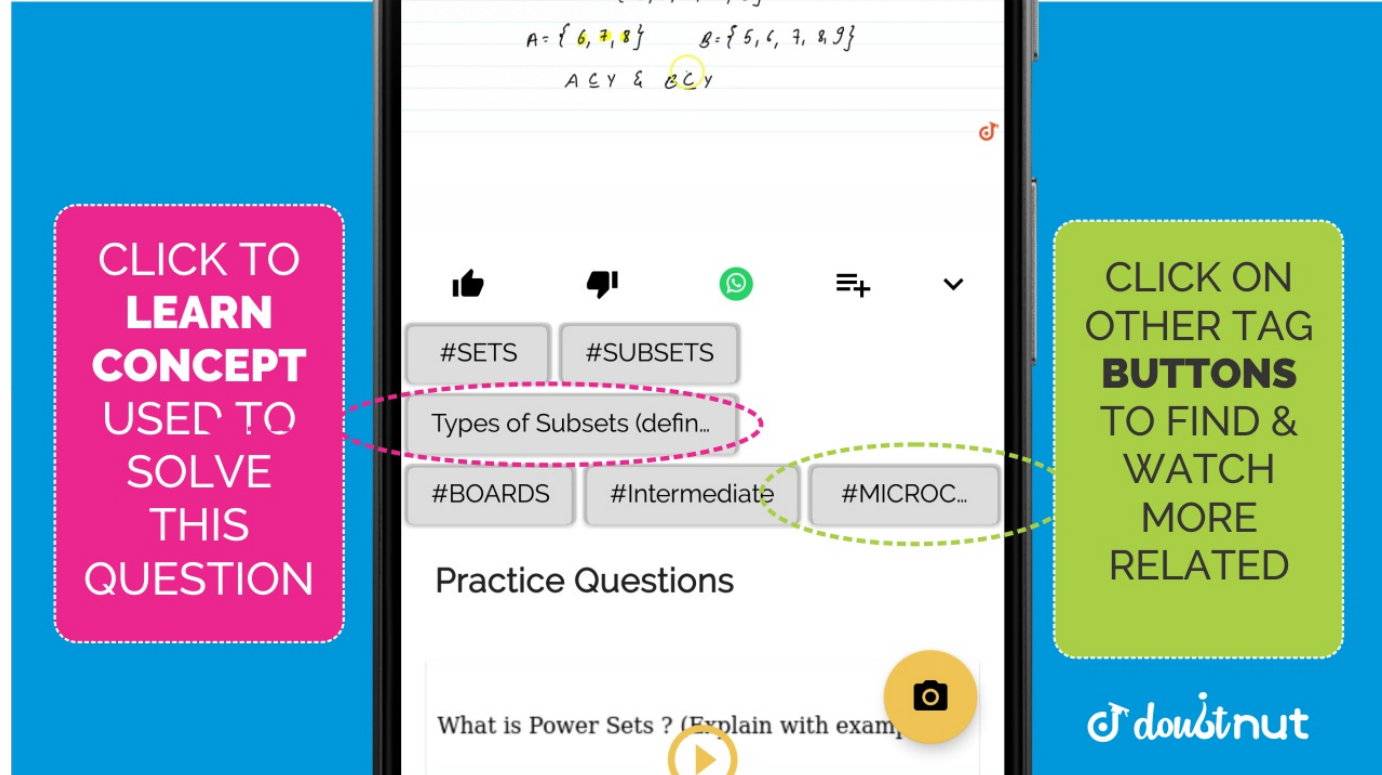 A = { 6, 7, 8 } B = { 5, 6, 7, 8, 9 }
A ⊆ Y & B ⊆ Y
CLICK TO
LEARN
CONCEPT
USED TO
SOLVE
THIS
QUESTION
#SETS #SUBSETS
Types of Subsets (defin...
#BOARDS #Intermediate #MICROC...
Practice Questions
What is Power Sets ? (Explain with
CLICK ON
OTHER TAG
BUTTONS
TO FIND &
WATCH
MORE
RELATED
doubtnut